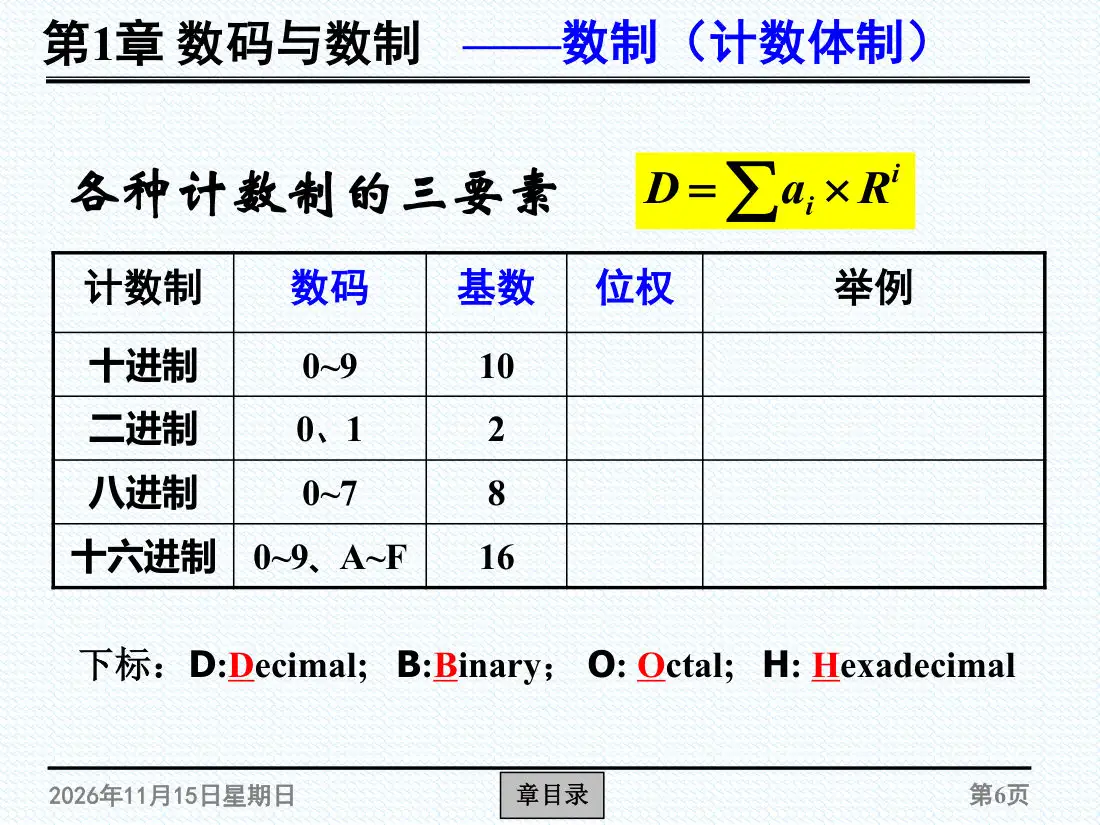 第1章 数码与数制 ——数制（计数体制）
各种计数制的三要素 D = ∑ a_i × R^i
计数制 数码 基数 位权 举例
十进制 0~9 10
二进制 0、1 2
八进制 0~7 8
十六进制 0~9、A~F 16
下标：D:Decimal; B:Binary； O: Octal; H: Hexadecimal
2026年11月15日星期日 章目录 第6页